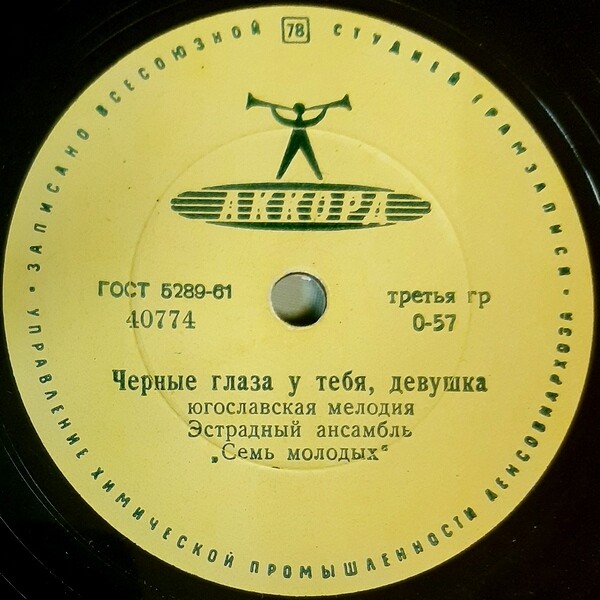 ЗАПИСАНО ВСЕСОЮЗНОЙ 78 СТУДИЕЙ ГРАМЗАПИСИ
АККОРД
ГОСТ 5289-61
третья гр
40774
0-57
Черные глаза у тебя, девушка
югославская мелодия
Эстрадный ансамбль
„Семь молодых“
УПРАВЛЕНИЕ ХИМИЧЕСКОЙ ПРОМЫШЛЕННОСТИ ЛЕНСОВНАРХОЗА